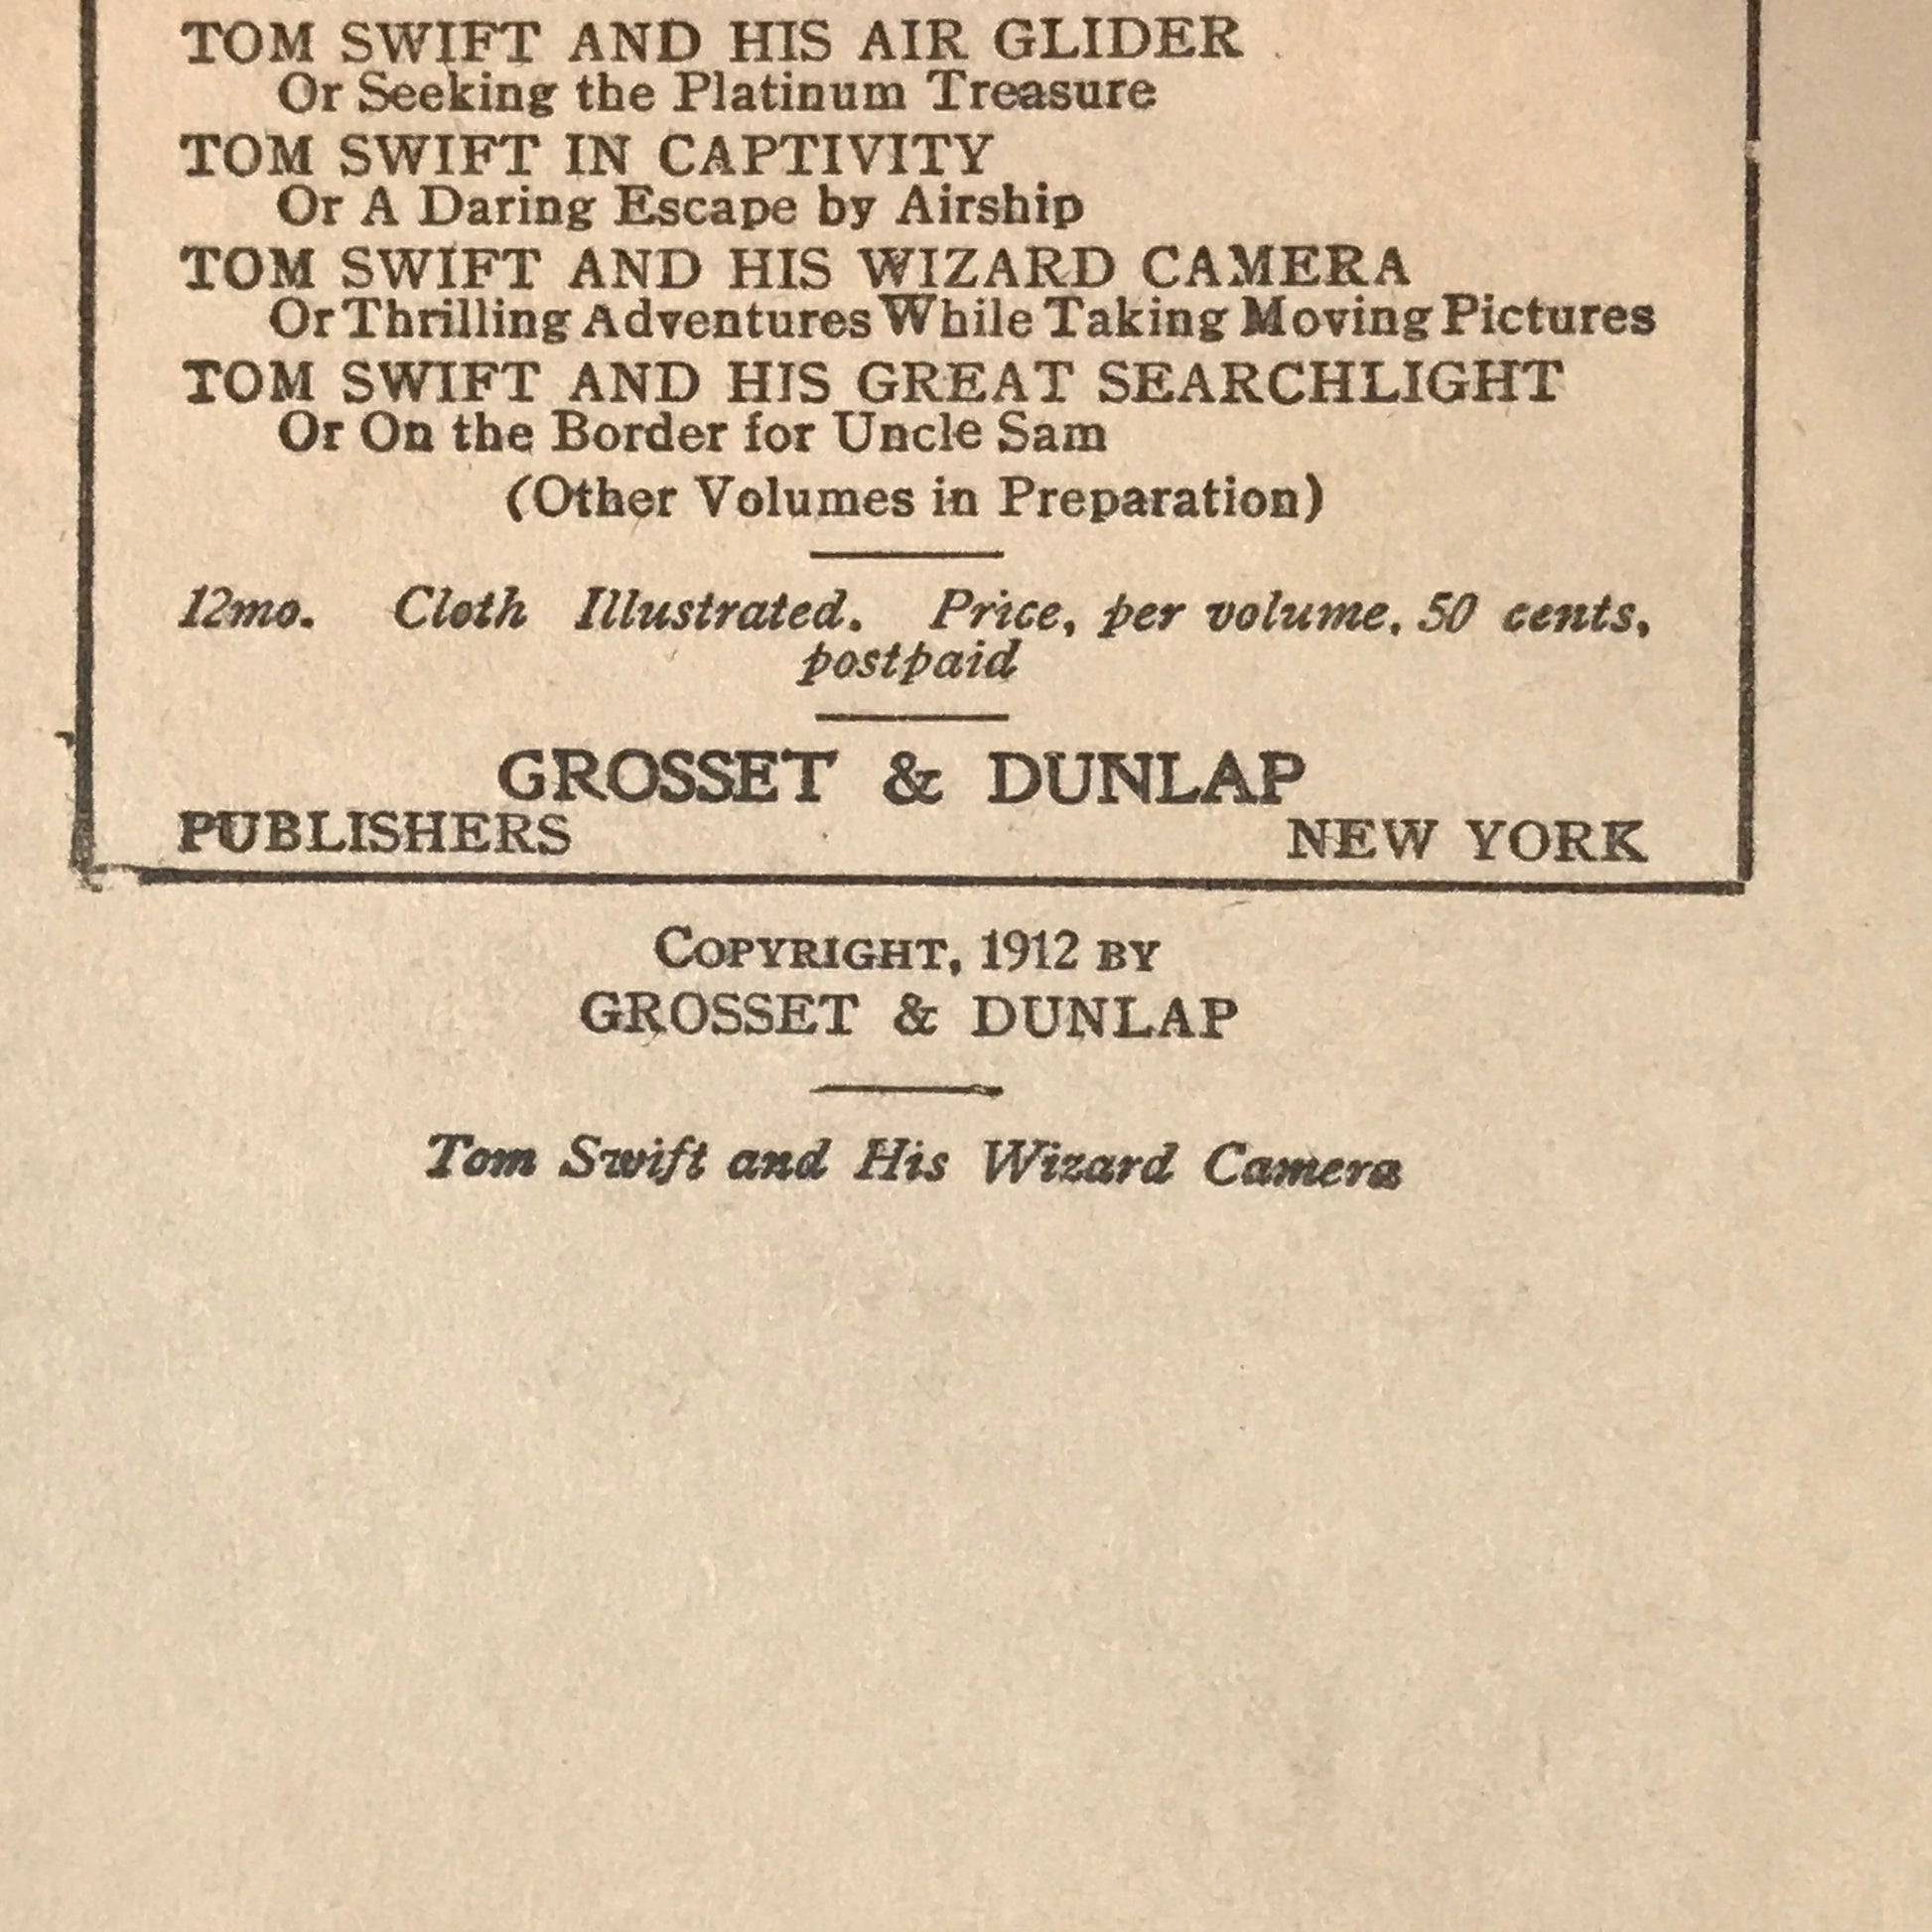 TOM SWIFT AND HIS AIR GLIDER
Or Seeking the Platinum Treasure
TOM SWIFT IN CAPTIVITY
Or A Daring Escape by Airship
TOM SWIFT AND HIS WIZARD CAMERA
Or Thrilling Adventures While Taking Moving Pictures
TOM SWIFT AND HIS GREAT SEARCHLIGHT
Or On the Border for Uncle Sam
(Other Volumes in Preparation)
12mo. Cloth Illustrated. Price, per volume, 50 cents,
postpaid
GROSSET & DUNLAP
PUBLISHERS NEW YORK
COPYRIGHT, 1912 BY
GROSSET & DUNLAP
Tom Swift and His Wizard Camera